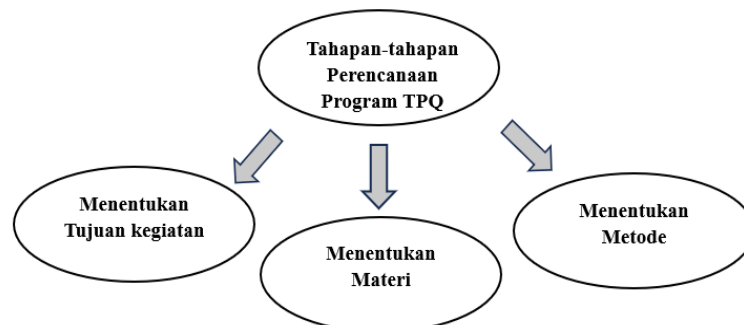 Tahapan-tahapan
Perencanaan
Program TPQ
Menentukan
Tujuan kegiatan
Menentukan
Materi
Menentukan
Metode